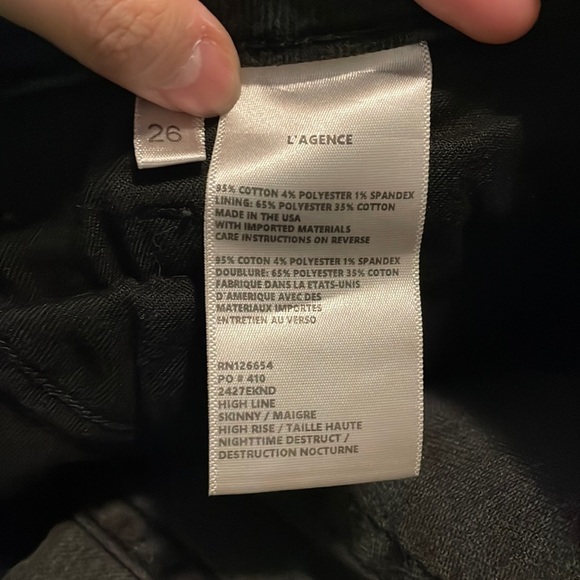 26
L'AGENCE
95% COTTON 4% POLYESTER 1% SPANDEX
LINING: 65% POLYESTER 35% COTTON
MADE IN THE USA
WITH IMPORTED MATERIALS
CARE INSTRUCTIONS ON REVERSE
95% COTON 4% POLYESTER 1% SPANDEX
DOUBLURE: 65% POLYESTER 35% COTON
FABRIQUE DANS LA ETATS-UNIS
D'AMERIQUE AVEC DES
MATERIAUX IMPORTES
ENTRETIEN AU VERSO
RN126654
PO # 410
2427EKND
HIGH LINE
SKINNY / MAIGRE
HIGH RISE / TAILLE HAUTE
NIGHTTIME DESTRUCT /
DESTRUCTION NOCTURNE